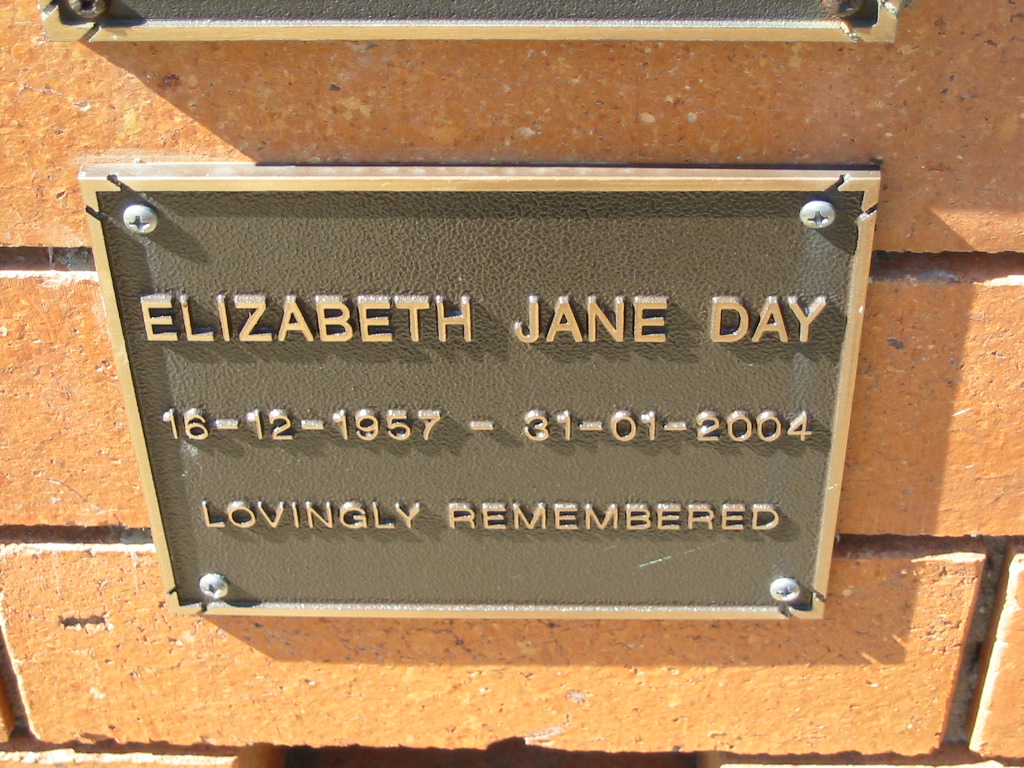 ELIZABETH JANE DAY
16-12-1957 - 31-01-2004
LOVINGLY REMEMBERED